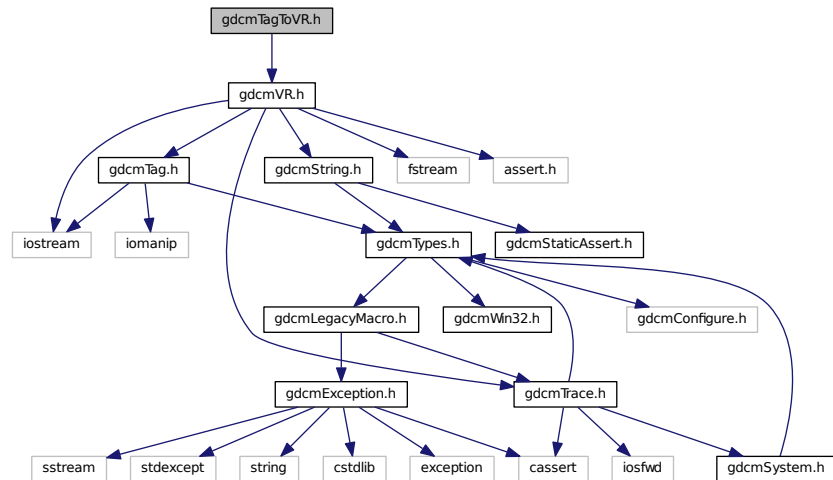 gdcmTagToVR.h
gdcmVR.h
gdcmTag.h
gdcmString.h
fstream
assert.h
iostream
iomanip
gdcmTypes.h
gdcmStaticAssert.h
gdcmLegacyMacro.h
gdcmWin32.h
gdcmConfigure.h
gdcmException.h
gdcmTrace.h
sstream
stdexcept
string
cstdlib
exception
cassert
iosfwd
gdcmSystem.h